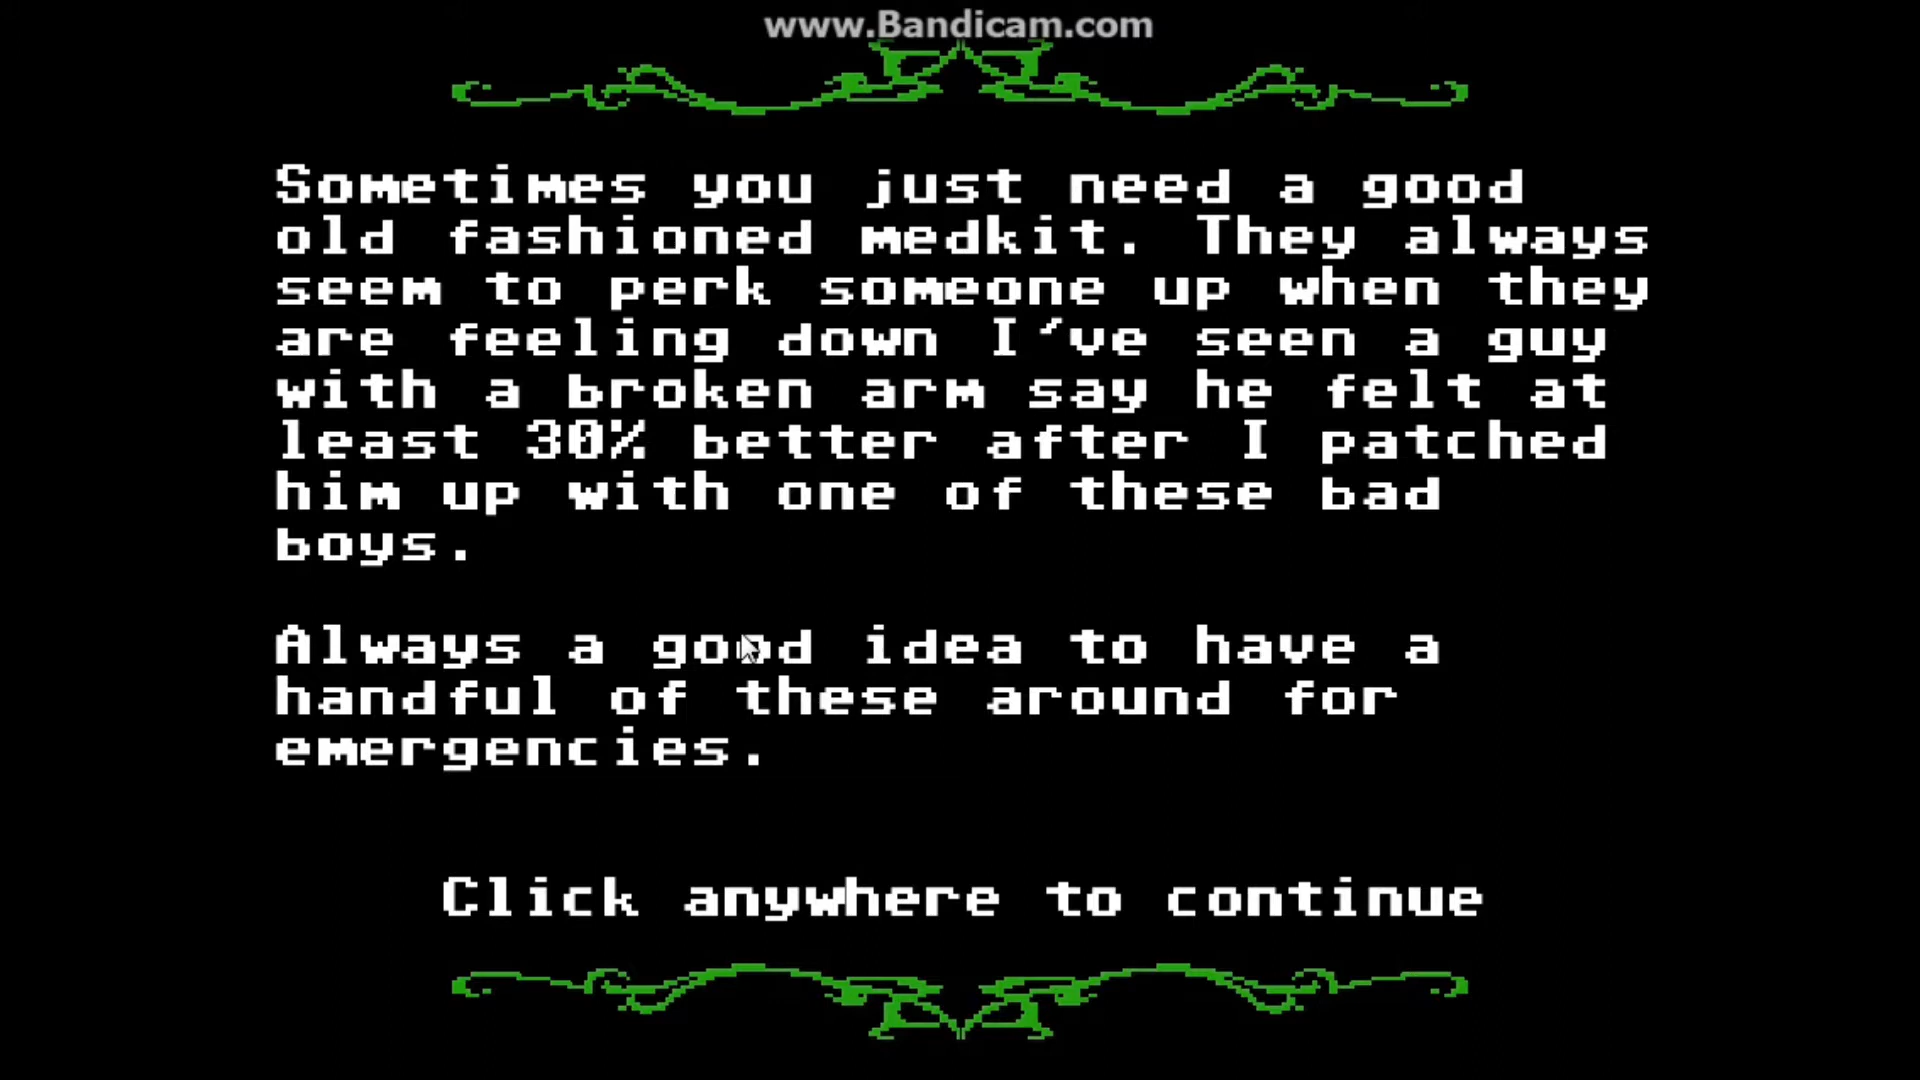 www.Bandicam.com
Sometimes you just need a good
old fashioned medkit. They always
seem to perk someone up when they
are feeling down I've seen a guy
with a broken arm say he felt at
least 30% better after I patched
him up with one of these bad
boys.
Always a good idea to have a
handful of these around for
emergencies.
Click anywhere to continue